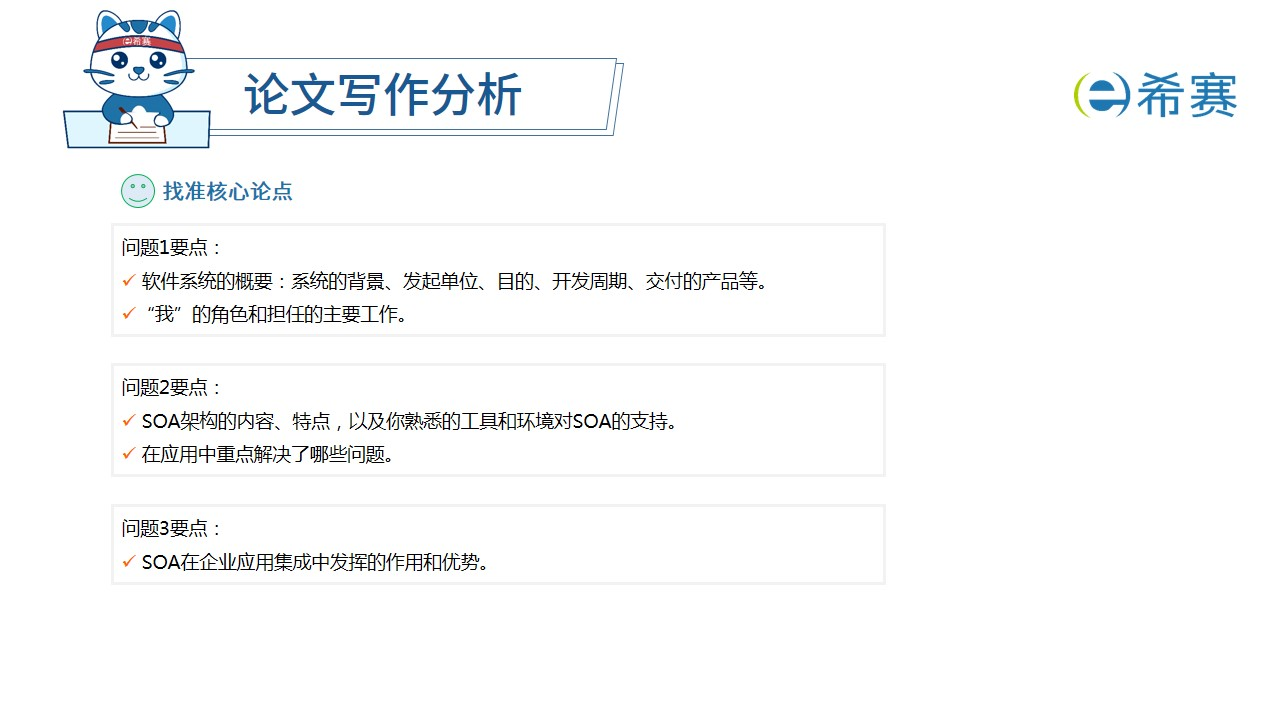 希赛
论文写作分析
希赛
找准核心论点
问题1要点：
✓ 软件系统的概要：系统的背景、发起单位、目的、开发周期、交付的产品等。
✓ “我”的角色和担任的主要工作。
问题2要点：
✓ SOA架构的内容、特点，以及你熟悉的工具和环境对SOA的支持。
✓ 在应用中重点解决了哪些问题。
问题3要点：
✓ SOA在企业应用集成中发挥的作用和优势。